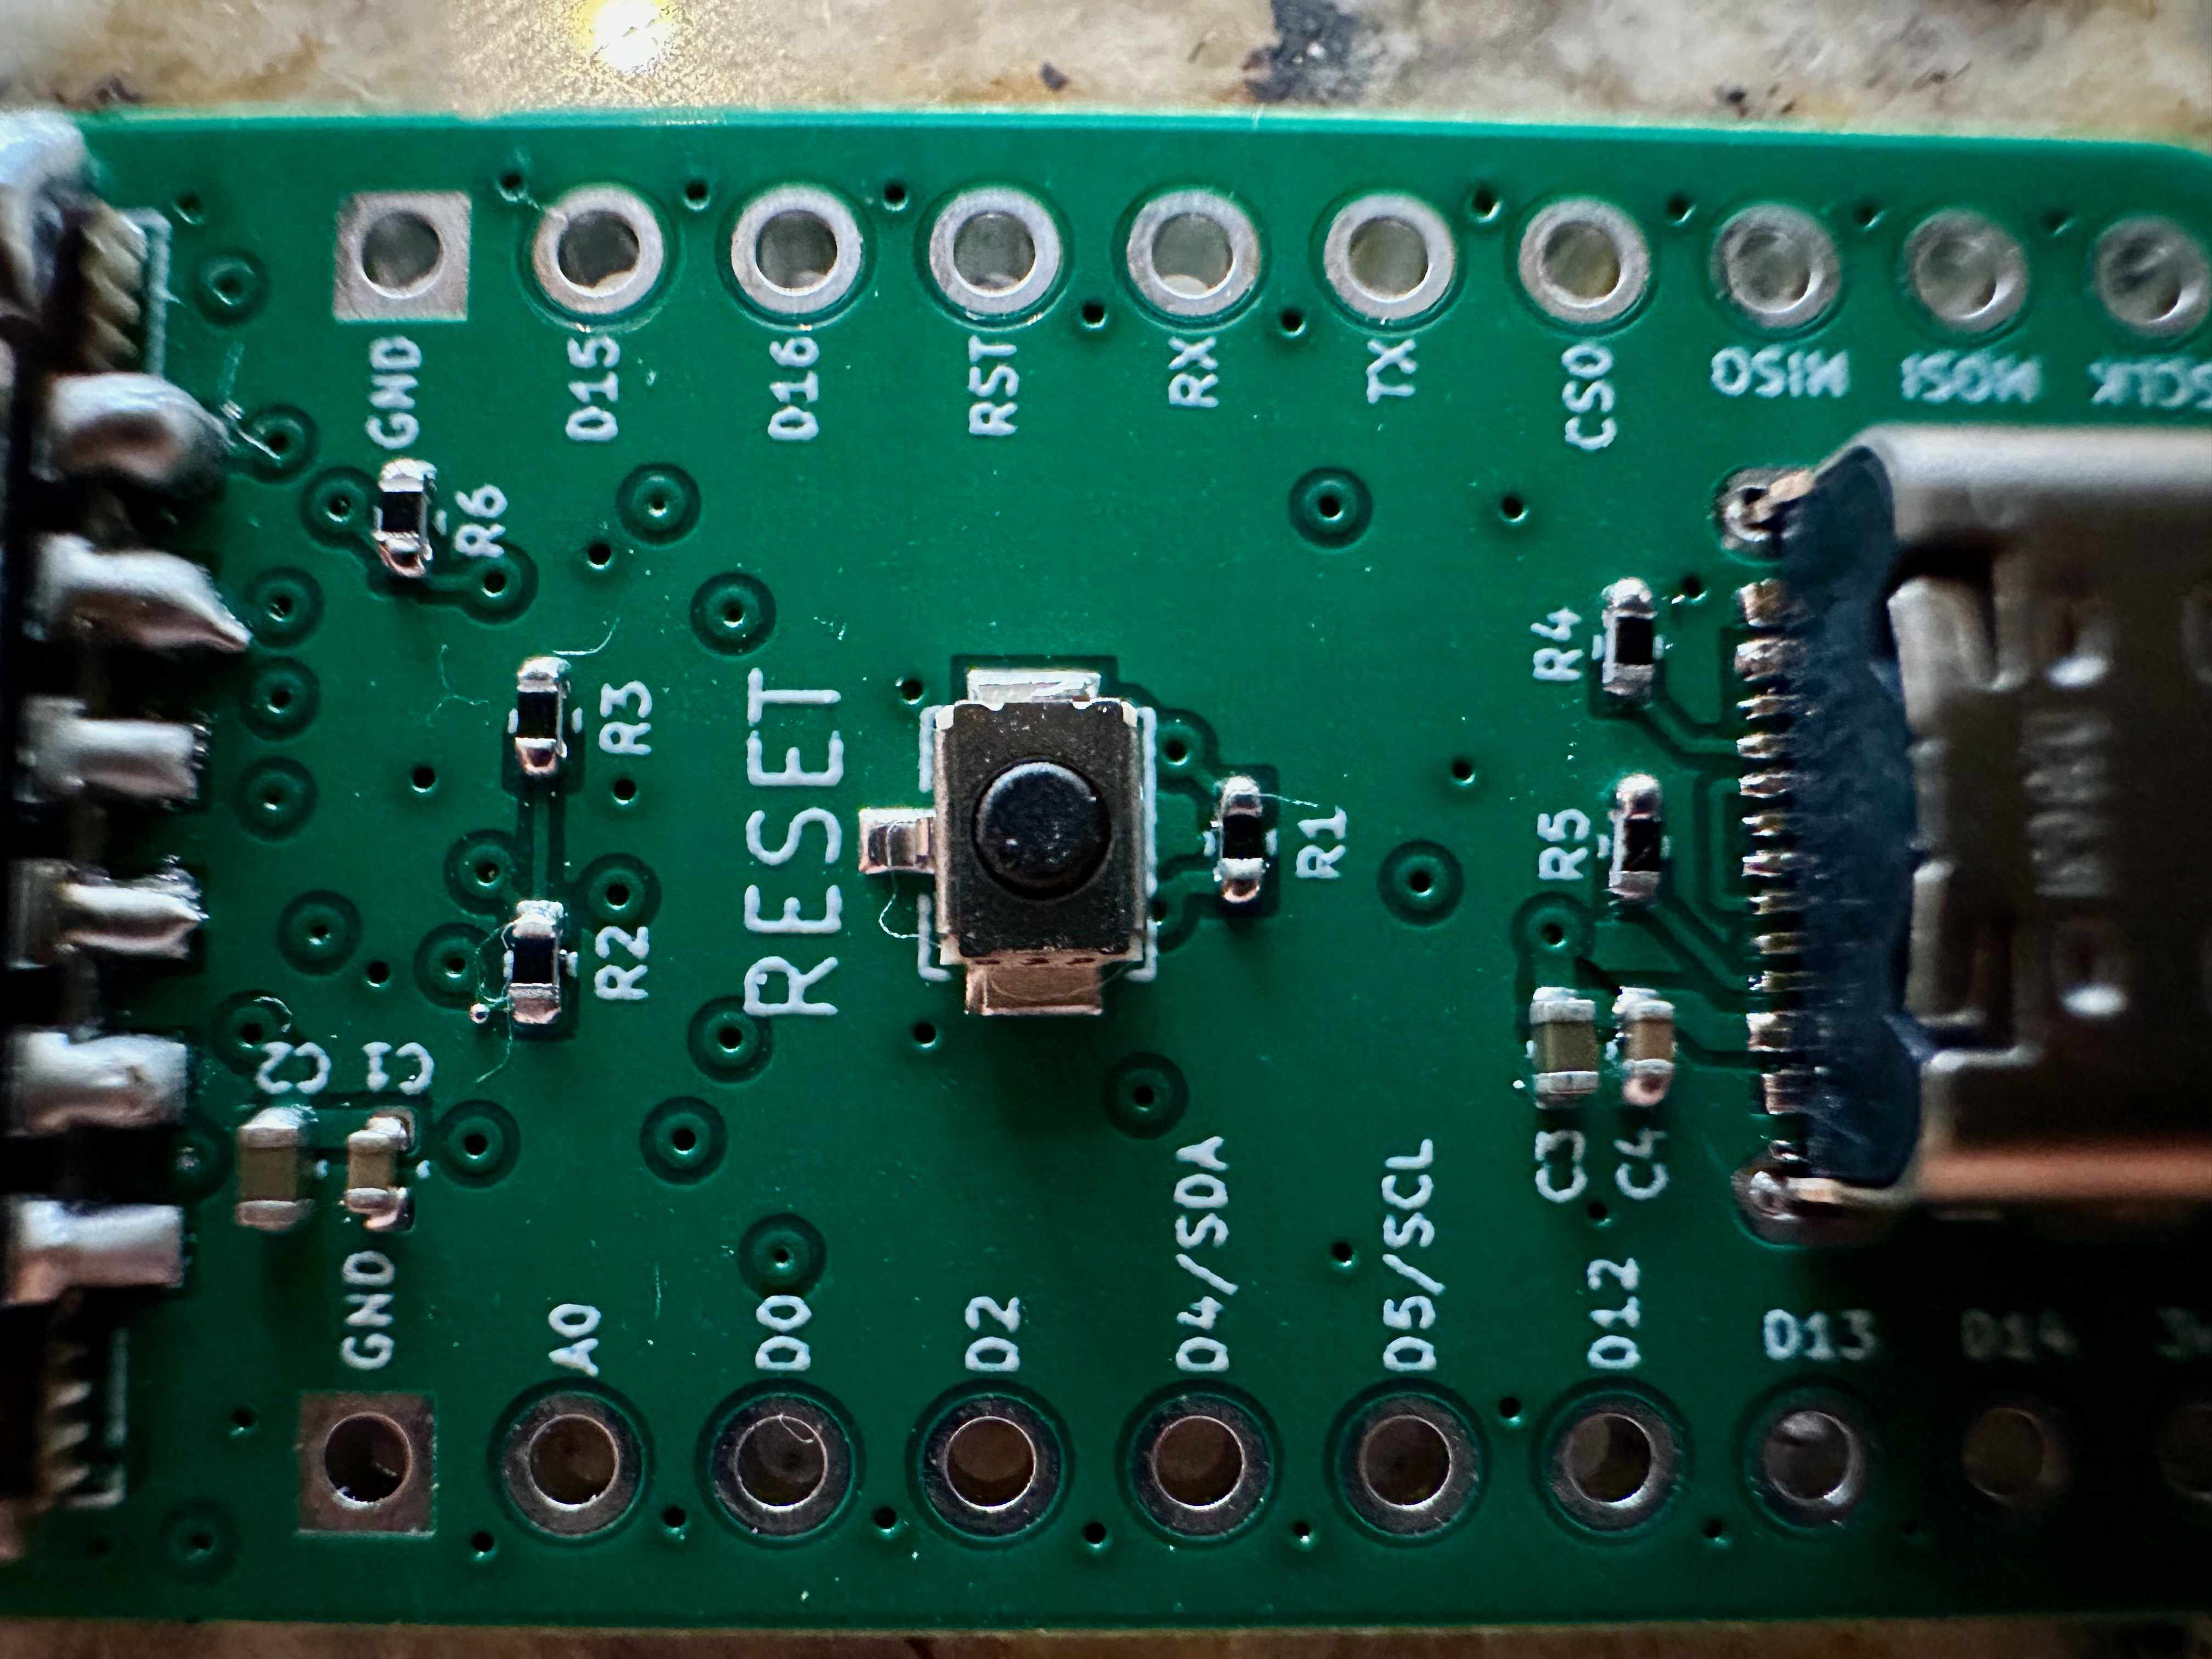 GND
D15
D16
RST
RX
TX
CS0
MISO
MOSI
SCLK
R6
R3
R2
RESET
R1
R4
R5
C2
C1
C3
C4
GND
A0
D0
D2
D4/SDA
D5/SCL
D12
D13
D14